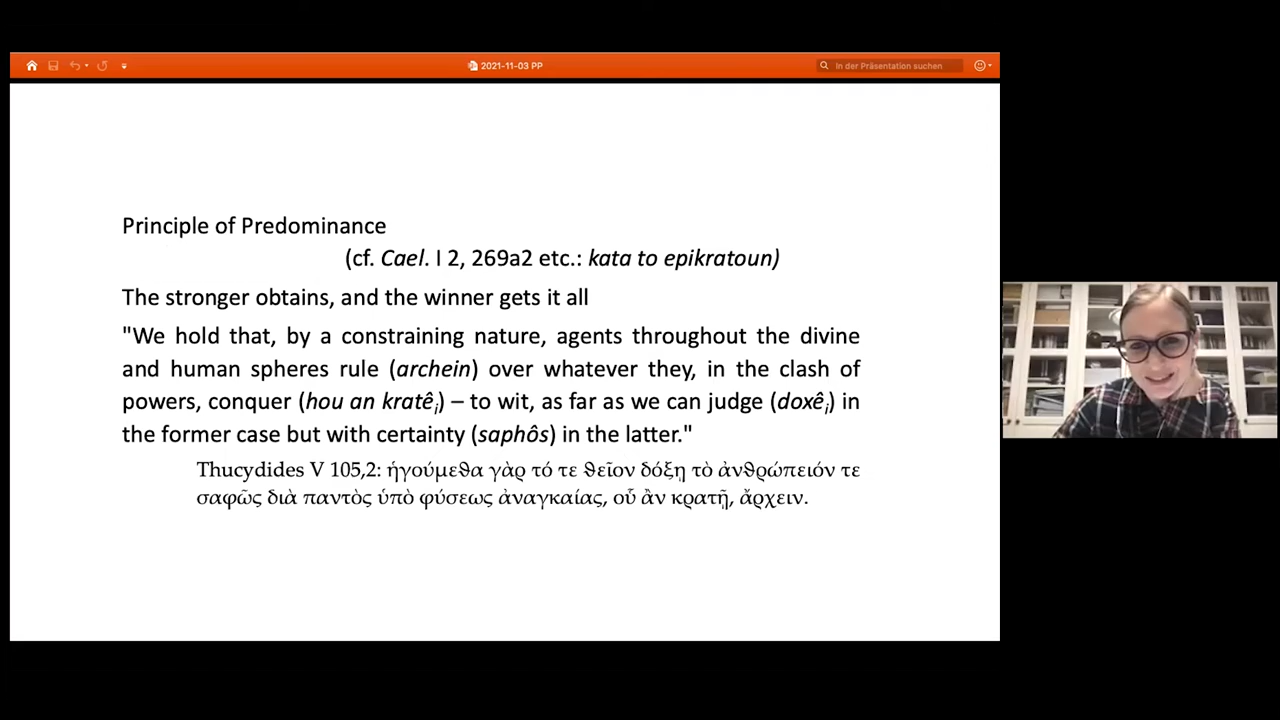 2021-11-03 PP
In der Präsentation suchen
Principle of Predominance
(cf. Cael. I 2, 269a2 etc.: kata to epikratoun)
The stronger obtains, and the winner gets it all
"We hold that, by a constraining nature, agents throughout the divine
and human spheres rule (archein) over whatever they, in the clash of
powers, conquer (hou an kratêi) – to wit, as far as we can judge (doxêi) in
the former case but with certainty (saphôs) in the latter."
Thucydides V 105,2: ἡγούμεθα γὰρ τό τε θεῖον δόξῃ τὸ ἀνθρώπειόν τε
σαφῶς διὰ παντὸς ὑπὸ φύσεως ἀναγκαίας, οὗ ἂν κρατῇ, ἄρχειν.